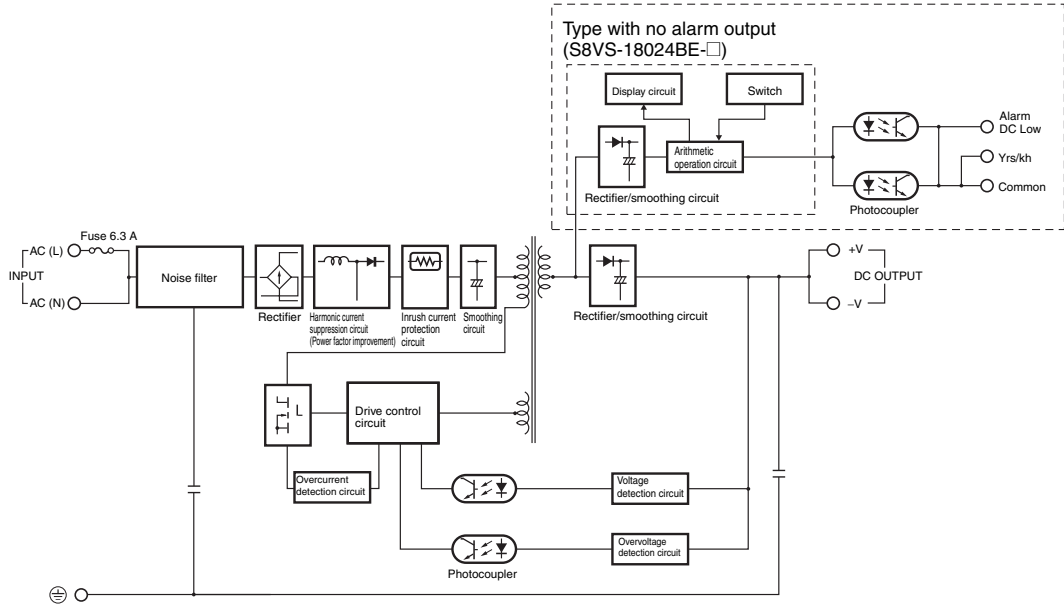 Type with no alarm output
(S8VS-18024BE-□)
Display circuit
Switch
Alarm
DC Low
Arithmetic
operation circuit
Yrs/kh
Common
Rectifier/smoothing circuit
Photocoupler
Fuse 6.3 A
AC (L)
INPUT
AC (N)
Noise filter
Rectifier
Harmonic current
suppression circuit
(Power factor improvement)
Inrush current
protection
circuit
Smoothing
circuit
Rectifier/smoothing circuit
+V
DC OUTPUT
–V
Drive control
circuit
L
Overcurrent
detection circuit
Voltage
detection circuit
Overvoltage
detection circuit
Photocoupler